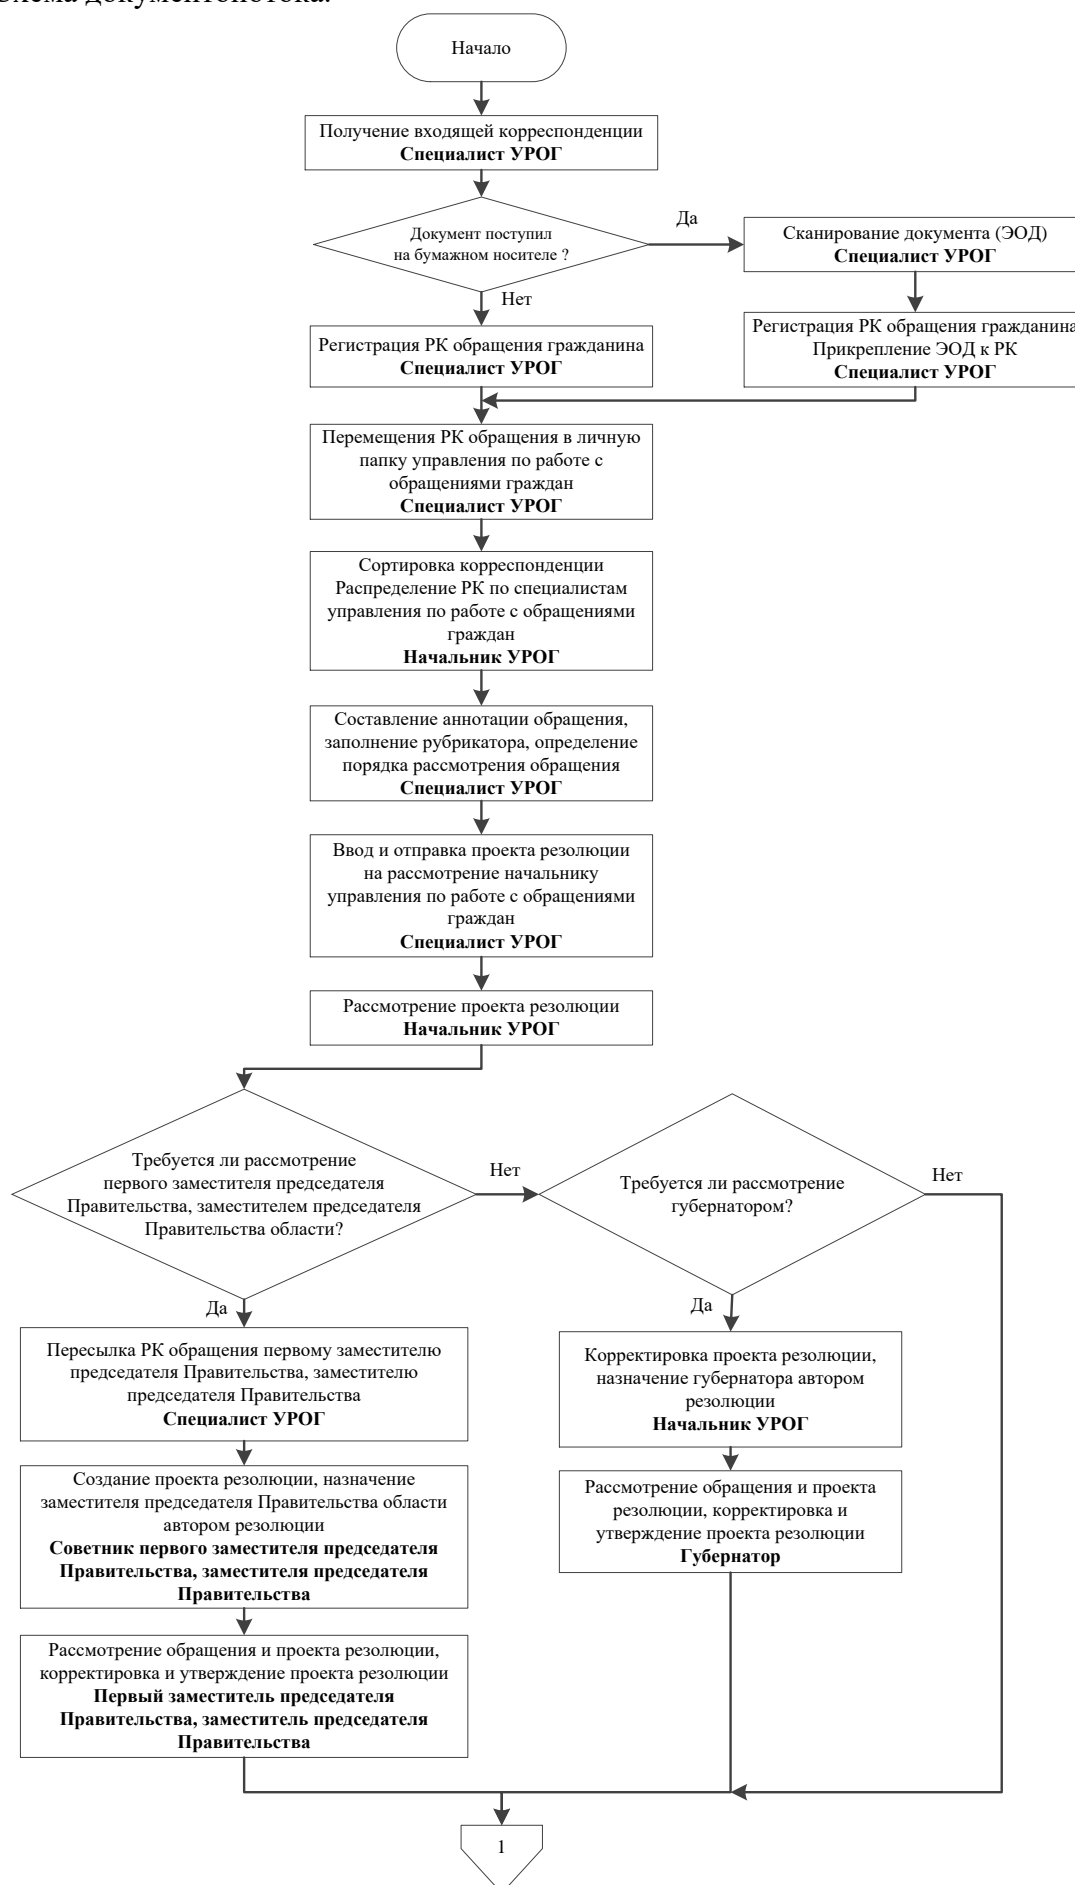 Схема документопотока.
Начало
Получение входящей корреспонденции
Специалист УРОГ
Документ поступил
на бумажном носителе ?
Да
Сканирование документа (ЭОД)
Специалист УРОГ
Нет
Регистрация РК обращения гражданина
Специалист УРОГ
Регистрация РК обращения гражданина
Прикрепление ЭОД к РК
Специалист УРОГ
Перемещения РК обращения в личную
папку управления по работе с
обращениями граждан
Специалист УРОГ
Сортировка корреспонденции
Распределение РК по специалистам
управления по работе с обращениями
граждан
Начальник УРОГ
Составление аннотации обращения,
заполнение рубрикатора, определение
порядка рассмотрения обращения
Специалист УРОГ
Ввод и отправка проекта резолюции
на рассмотрение начальнику
управления по работе с обращениями
граждан
Специалист УРОГ
Рассмотрение проекта резолюции
Начальник УРОГ
Требуется ли рассмотрение
первого заместителя председателя
Правительства, заместителем председателя
Правительства области?
Нет
Требуется ли рассмотрение
губернатором?
Нет
Да
Пересылка РК обращения первому заместителю
председателя Правительства, заместителю
председателя Правительства
Специалист УРОГ
Да
Корректировка проекта резолюции,
назначение губернатора автором
резолюции
Начальник УРОГ
Создание проекта резолюции, назначение
заместителя председателя Правительства области
автором резолюции
Советник первого заместителя председателя
Правительства, заместителя председателя
Правительства
Рассмотрение обращения и проекта
резолюции, корректировка и
утверждение проекта резолюции
Губернатор
Рассмотрение обращения и проекта резолюции,
корректировка и утверждение проекта резолюции
Первый заместитель председателя
Правительства, заместитель председателя
Правительства
1